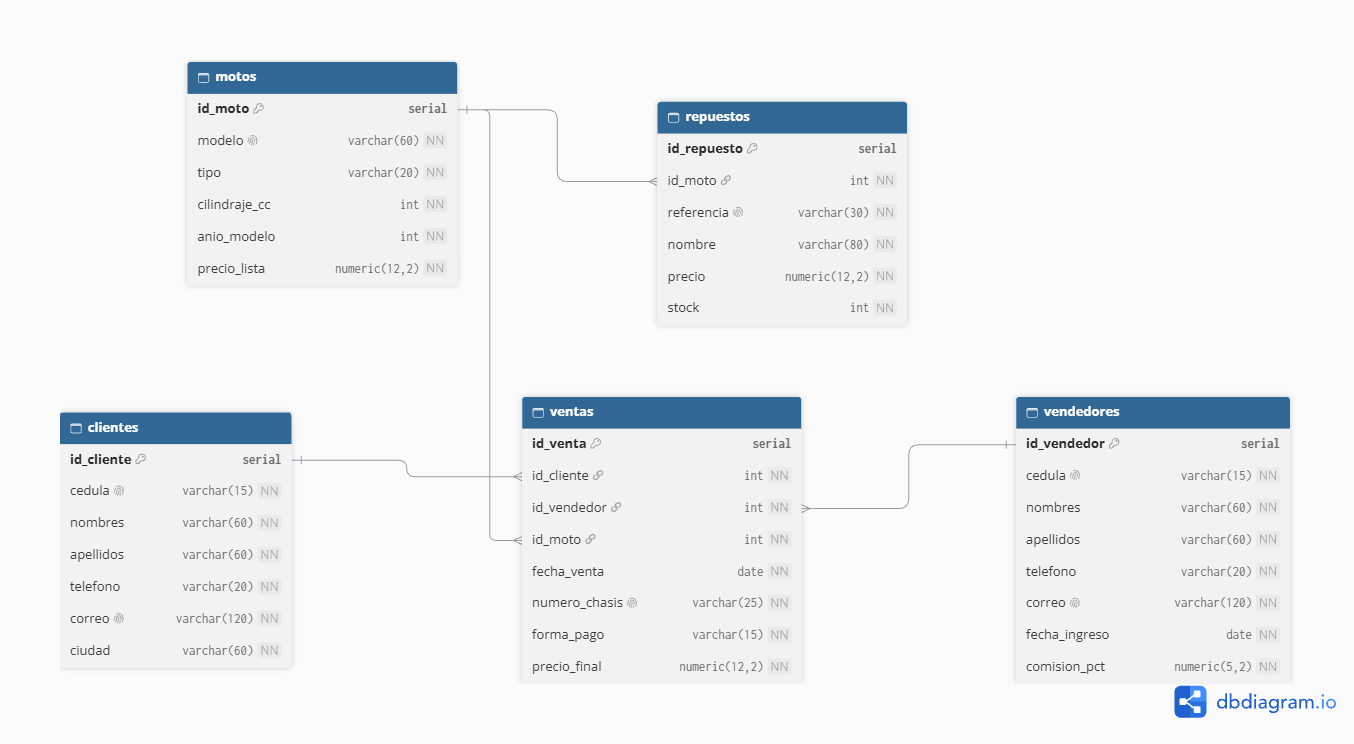 motos
id_moto serial
modelo varchar(60) NN
tipo varchar(20) NN
cilindraje_cc int NN
anio_modelo int NN
precio_lista numeric(12,2) NN
repuestos
id_repuesto serial
id_moto int NN
referencia varchar(30) NN
nombre varchar(80) NN
precio numeric(12,2) NN
stock int NN
clientes
id_cliente serial
cedula varchar(15) NN
nombres varchar(60) NN
apellidos varchar(60) NN
telefono varchar(20) NN
correo varchar(120) NN
ciudad varchar(60) NN
ventas
id_venta serial
id_cliente int NN
id_vendedor int NN
id_moto int NN
fecha_venta date NN
numero_chasis varchar(25) NN
forma_pago varchar(15) NN
precio_final numeric(12,2) NN
vendedores
id_vendedor serial
cedula varchar(15) NN
nombres varchar(60) NN
apellidos varchar(60) NN
telefono varchar(20) NN
correo varchar(120) NN
fecha_ingreso date NN
comision_pct numeric(5,2) NN
dbdiagram.io